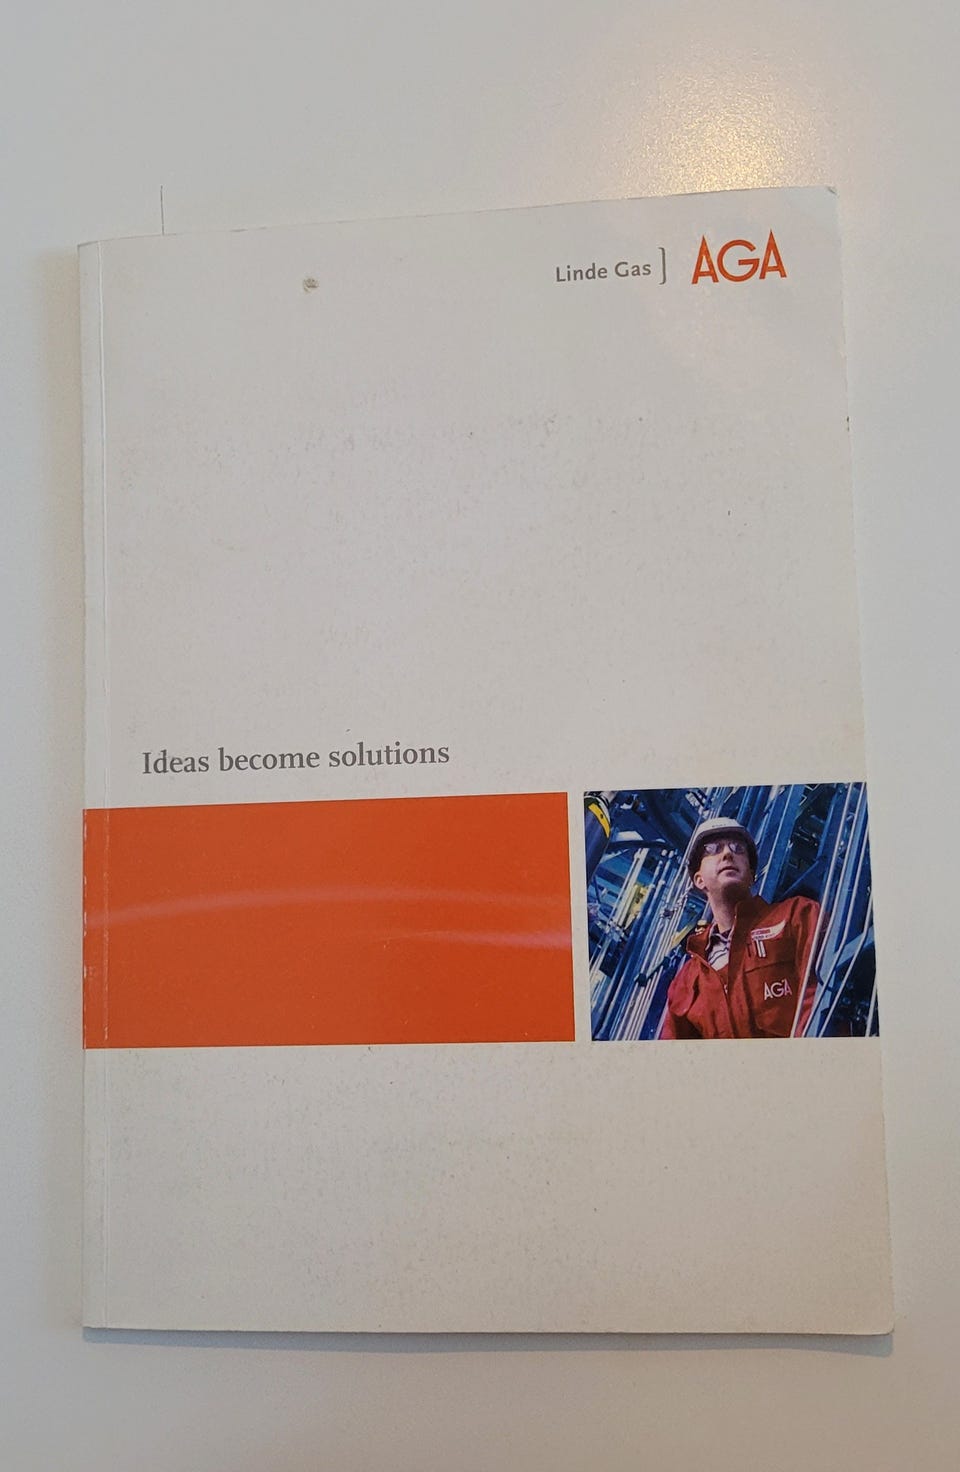 Linde Gas] AGA
Ideas become solutions
AGA